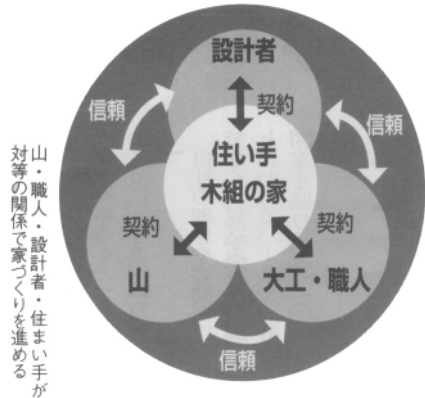 設計者
契約
信頼
信頼
住い手
木組の家
契約
契約
山
大工・職人
信頼
山・職人・設計者・住まい手が
対等の関係で家づくりを進める